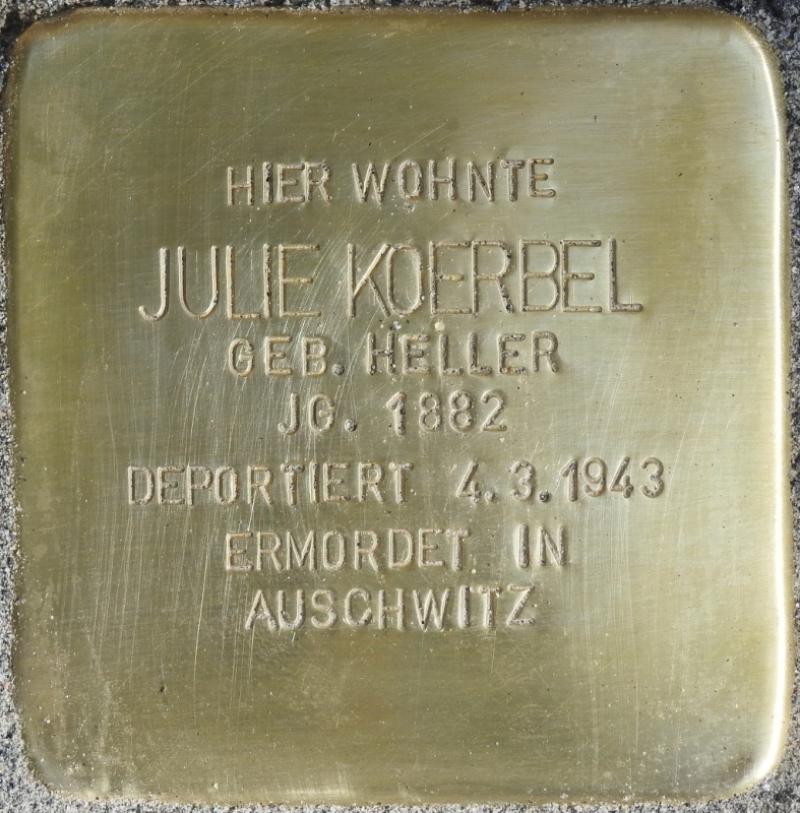 HIER WOHNTE
JULIE KOERBEL
GEB. HELLER
JG. 1882
DEPORTIERT 4.3.1943
ERMORDET IN
AUSCHWITZ